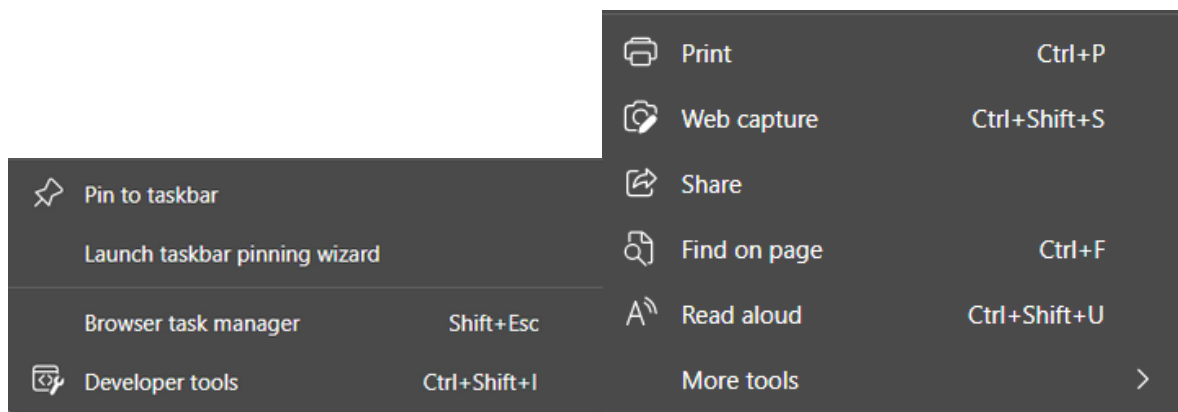 Pin to taskbar
Launch taskbar pinning wizard
Browser task manager Shift+Esc
Developer tools Ctrl+Shift+I
Print Ctrl+P
Web capture Ctrl+Shift+S
Share
Find on page Ctrl+F
Read aloud Ctrl+Shift+U
More tools